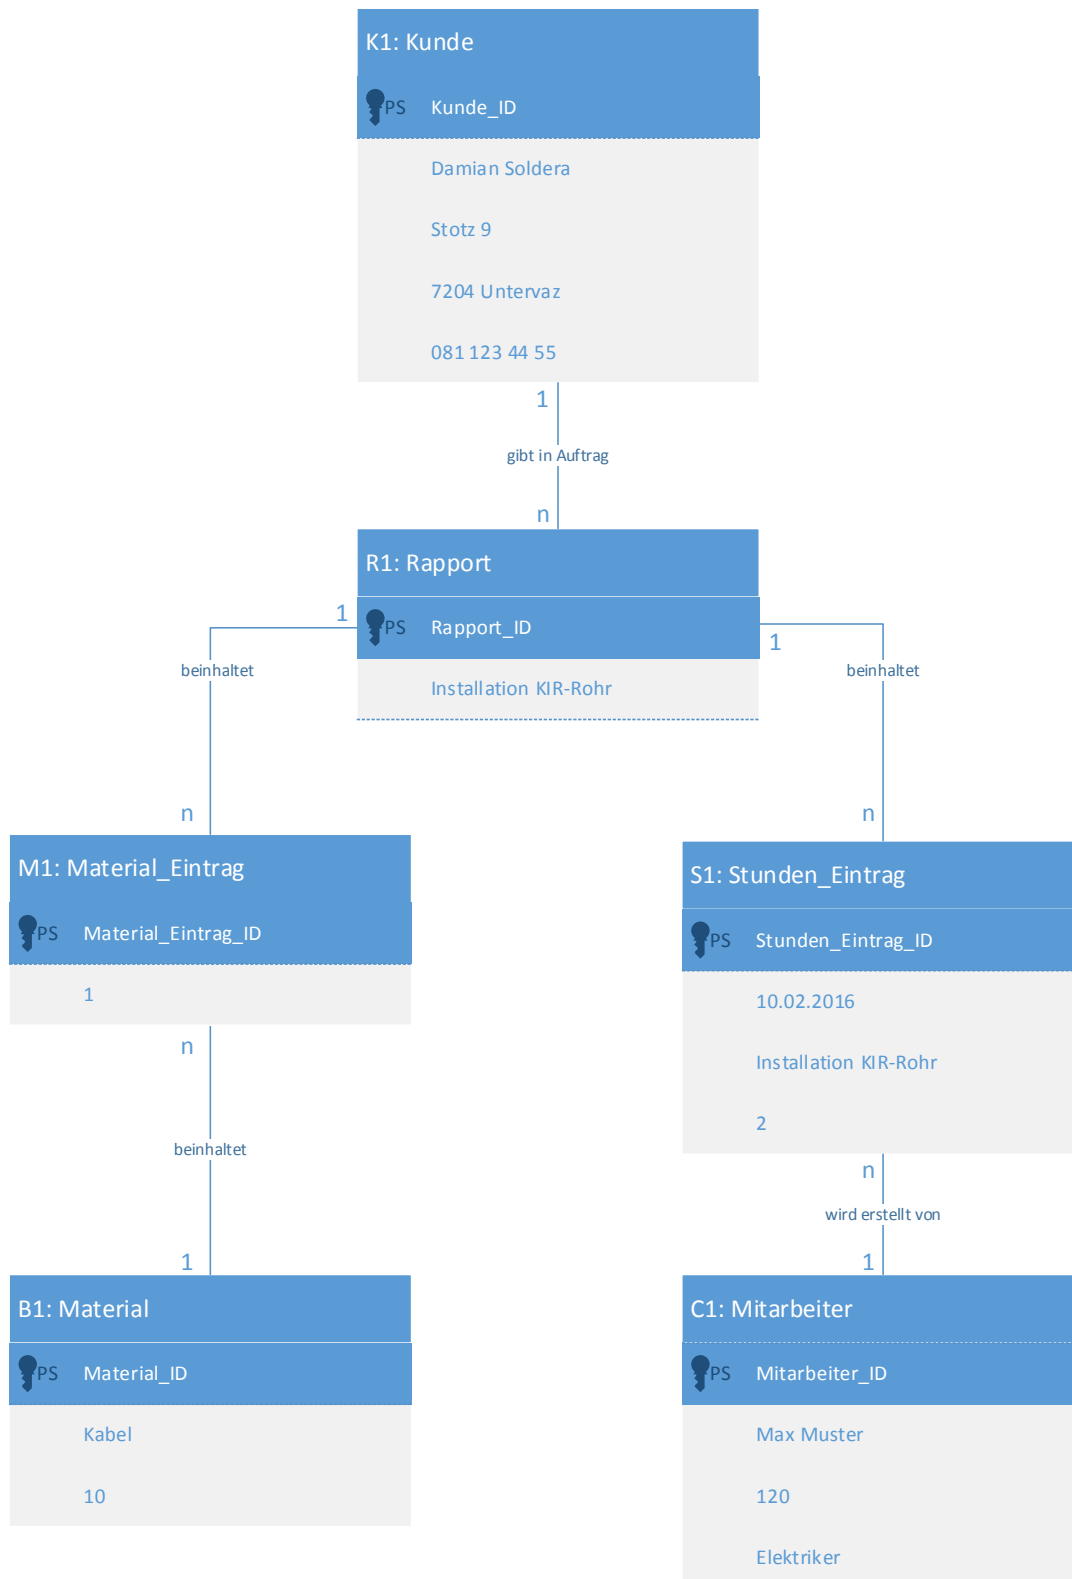 K1: Kunde
PS Kunde_ID
Damian Soldera
Stotz 9
7204 Untervaz
081 123 44 55
1
gibt in Auftrag
n
R1: Rapport
1
PS Rapport_ID
1
Installation KIR-Rohr
beinhaltet
beinhaltet
n
n
M1: Material_Eintrag
PS Material_Eintrag_ID
1
n
beinhaltet
1
B1: Material
PS Material_ID
Kabel
10
S1: Stunden_Eintrag
PS Stunden_Eintrag_ID
10.02.2016
Installation KIR-Rohr
2
n
wird erstellt von
1
C1: Mitarbeiter
PS Mitarbeiter_ID
Max Muster
120
Elektriker